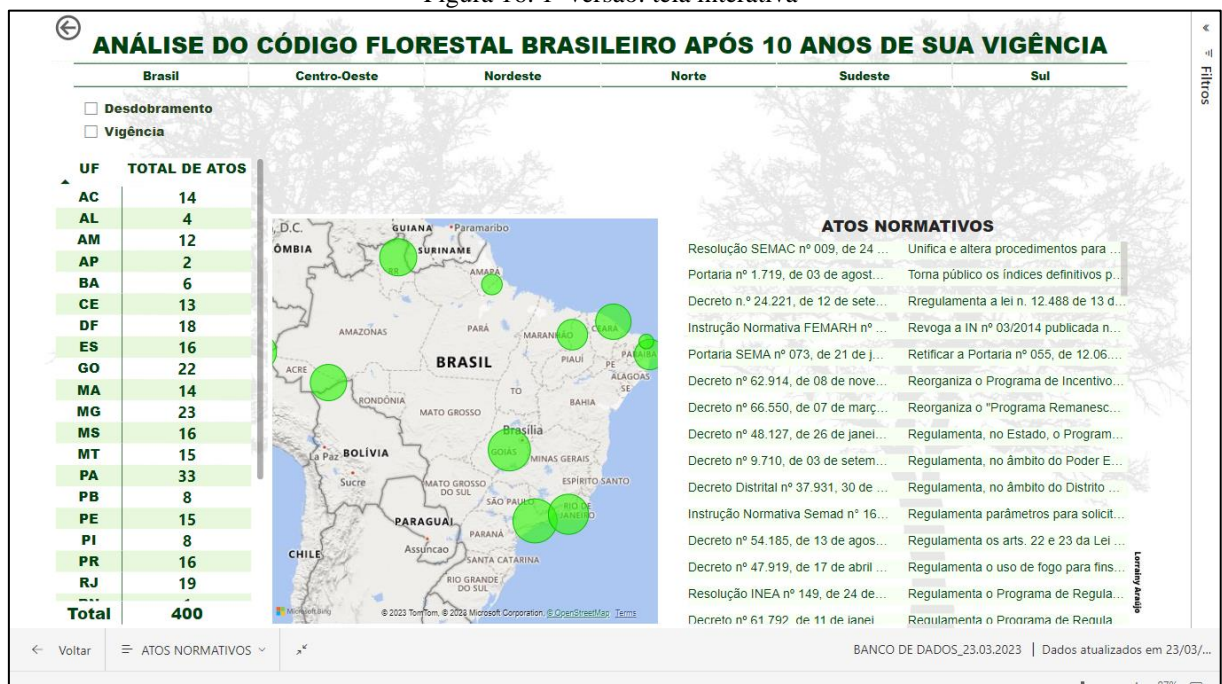 Figura 18: 1ª versão: tela interativa
ANÁLISE DO CÓDIGO FLORESTAL BRASILEIRO APÓS 10 ANOS DE SUA VIGÊNCIA
Brasil Centro-Oeste Nordeste Norte Sudeste Sul
Filtros
Desdobramento
Vigência
UF TOTAL DE ATOS
AC 14
AL 4
AM 12
AP 2
BA 6
CE 13
DF 18
ES 16
GO 22
MA 14
MG 23
MS 16
MT 15
PA 33
PB 8
PE 15
PI 8
PR 16
RJ 19
Total 400
, D.C.
GUIANA
Paramaribo
ÔMBIA
SURINAME
RR
AMAPÁ
AMAZONAS
PARÁ
MARANHÃO
CEARÁ
BRASIL
PIAUÍ
PARAÍBA
PE
ACRE
ALAGOAS
TO
SE
RONDÔNIA
BAHIA
MATO GROSSO
Brasília
La Paz
BOLÍVIA
GOIÁS
MINAS GERAIS
Sucre
MATO GROSSO
DO SUL
ESPÍRITO SANTO
SÃO PAULO
RIO DE
JANEIRO
PARAGUAI
PARANÁ
CHILE
Assuncao
SANTA CATARINA
RIO GRANDE
DO SUL
Microsoft Bing
© 2023 TomTom, © 2023 Microsoft Corporation, © OpenStreetMap Terms
ATOS NORMATIVOS
Resolução SEMAC nº 009, de 24 ... Unifica e altera procedimentos para ...
Portaria nº 1.719, de 03 de agost... Torna público os índices definitivos p...
Decreto n.º 24.221, de 12 de sete... Rregulamenta a lei n. 12.488 de 13 d...
Instrução Normativa FEMARH nº ... Revoga a IN nº 03/2014 publicada n...
Portaria SEMA nº 073, de 21 de j... Retificar a Portaria nº 055, de 12.06....
Decreto nº 62.914, de 08 de nove... Reorganiza o Programa de Incentivo...
Decreto nº 66.550, de 07 de març... Reorganiza o "Programa Remanesc...
Decreto nº 48.127, de 26 de janei... Regulamenta, no Estado, o Program...
Decreto nº 9.710, de 03 de setem... Regulamenta, no âmbito do Poder E...
Decreto Distrital nº 37.931, 30 de ... Regulamenta, no âmbito do Distrito ...
Instrução Normativa Semad n° 16... Regulamenta parâmetros para solicit...
Decreto nº 54.185, de 13 de agos... Regulamenta os arts. 22 e 23 da Lei ...
Decreto nº 47.919, de 17 de abril ... Regulamenta o uso de fogo para fins...
Resolução INEA nº 149, de 24 de... Regulamenta o Programa de Regula...
Decreto nº 61.792, de 11 de janei Regulamenta o Programa de Regula
Lorrainy Araújo
Voltar ATOS NORMATIVOS BANCO DE DADOS_23.03.2023 | Dados atualizados em 23/03/...